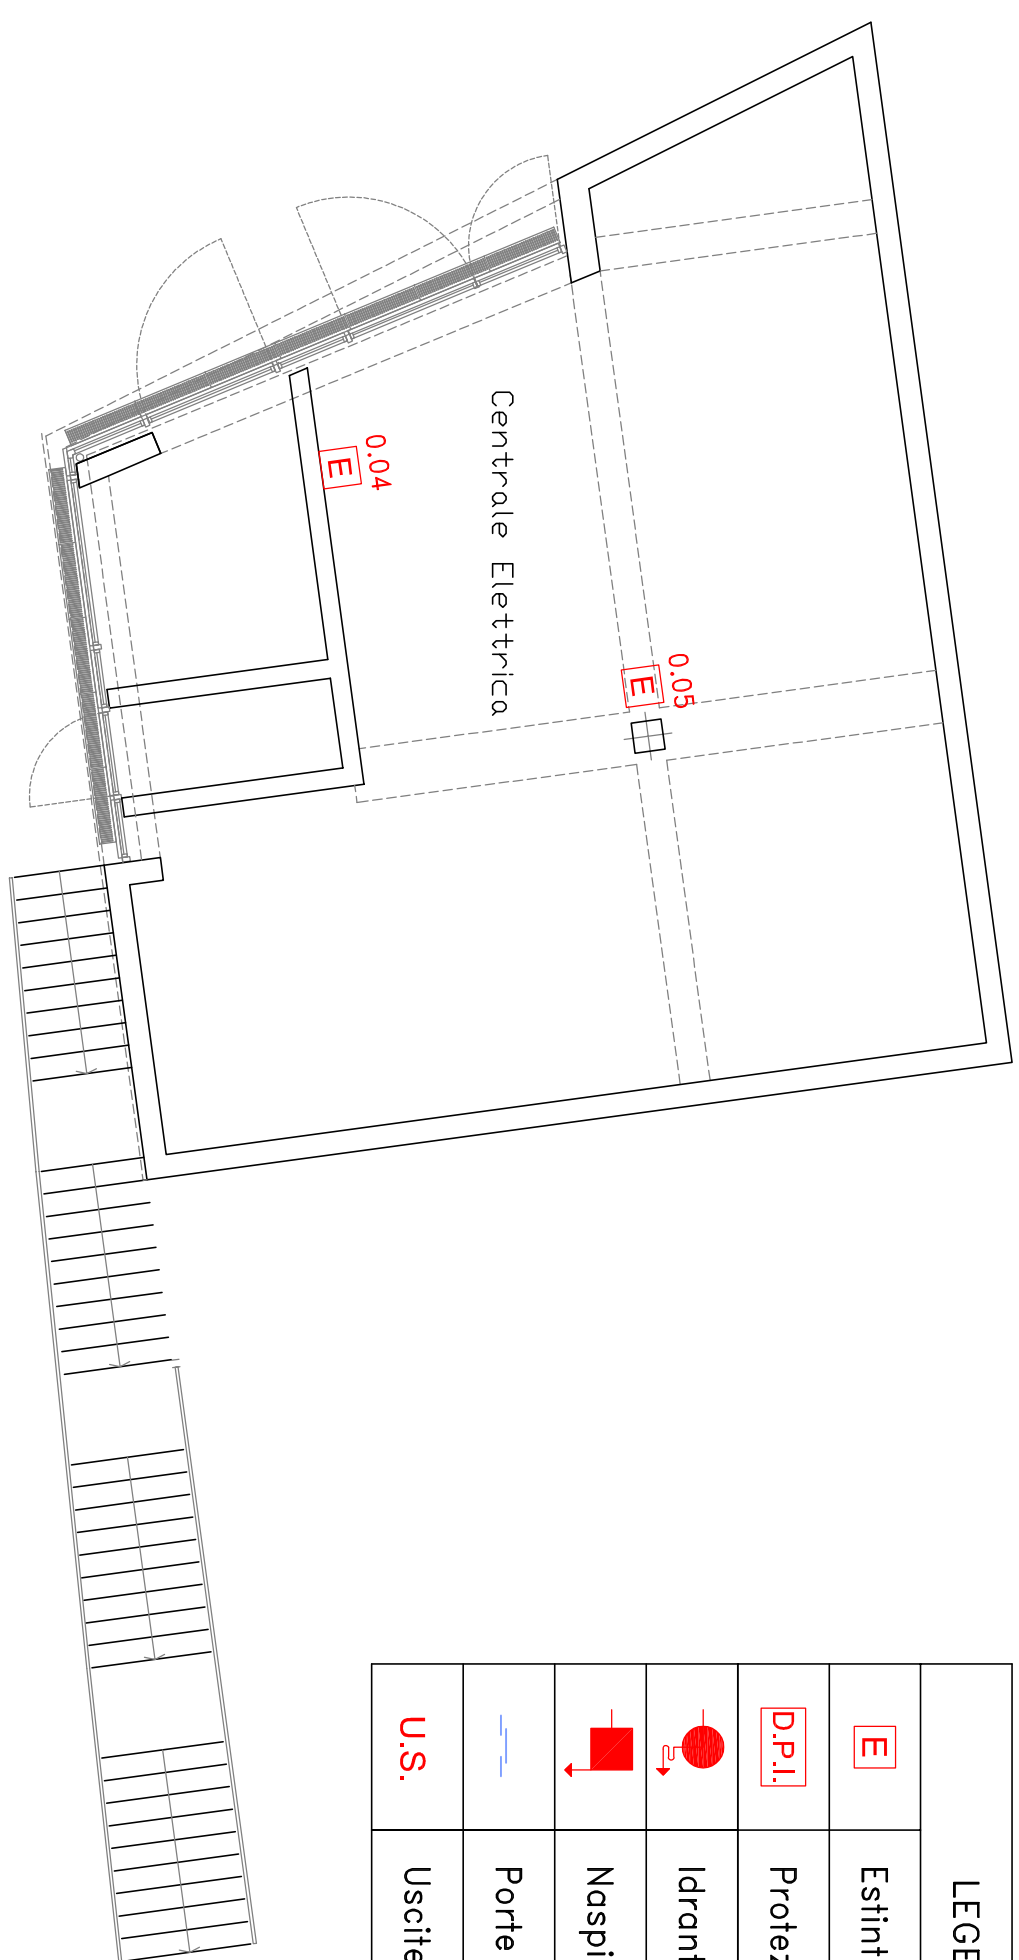 Centrale Elettrica
0.04
E
0.05
E
LEGE
E
Estint
D.P.I.
Protez
Idrant
Naspi
Porte
U.S.
Uscite